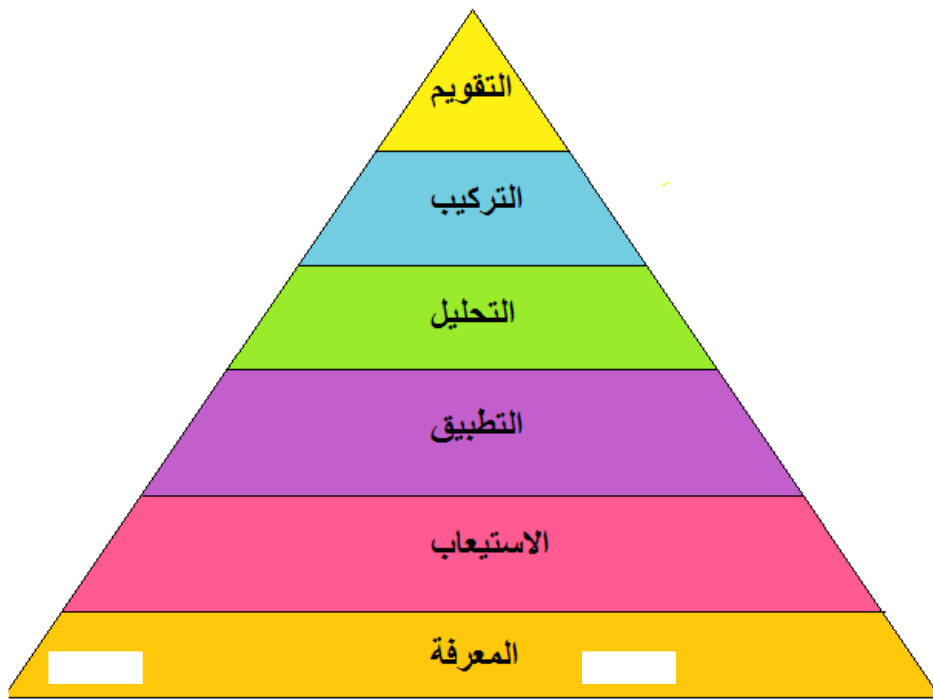 التقويم
التركيب
التحليل
التطبيق
الاستيعاب
المعرفة